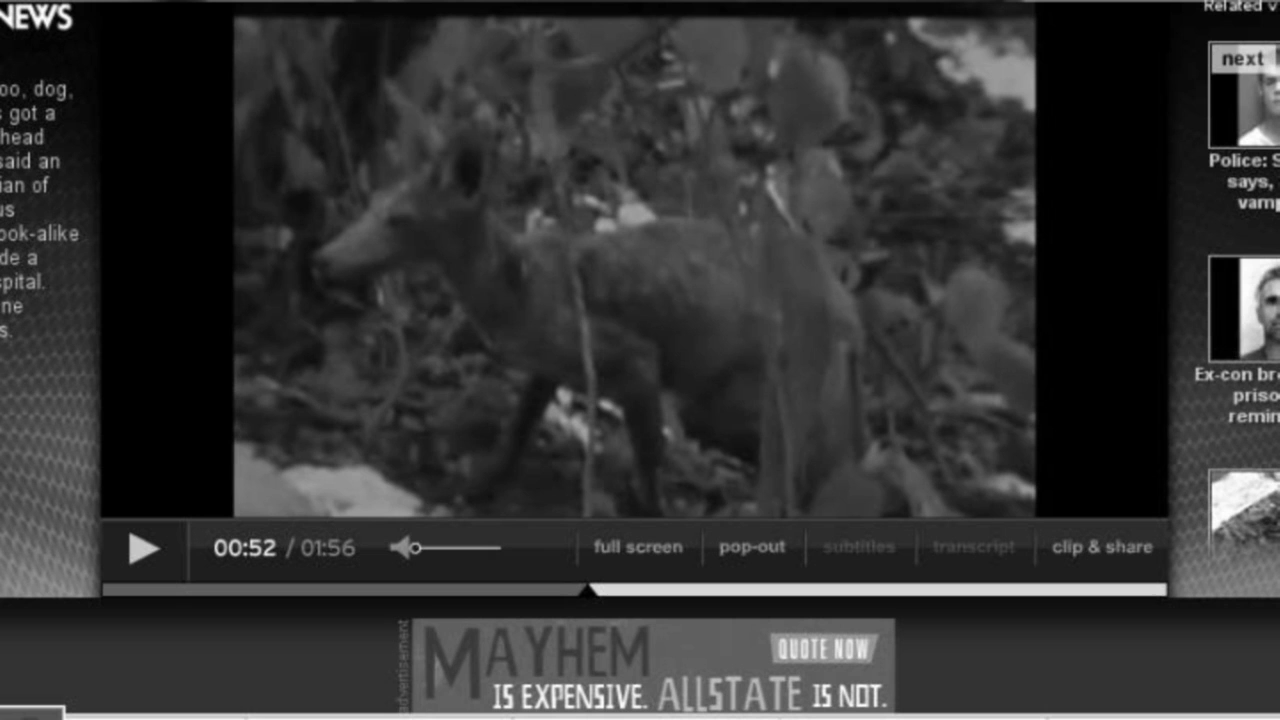 NEWS
oo, dog,
s got a
head
said an
ian of
us
ook-alike
de a
spital.
ne
s.
00:52 / 01:56
full screen
pop-out
subtitles
transcript
clip & share
Related v
next
Police: S
says,
vamp
Ex-con bre
priso
remin
advertisement
MAYHEM
IS EXPENSIVE. ALLSTATE IS NOT.
QUOTE NOW